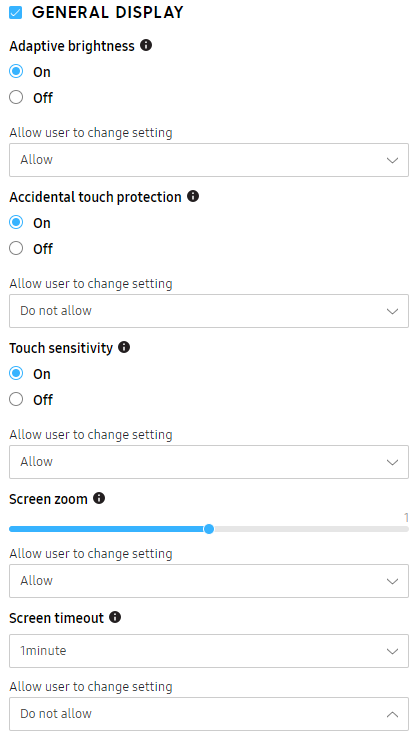 GENERAL DISPLAY
Adaptive brightness
On
Off
Allow user to change setting
Allow
Accidental touch protection
On
Off
Allow user to change setting
Do not allow
Touch sensitivity
On
Off
Allow user to change setting
Allow
Screen zoom
1
Allow user to change setting
Allow
Screen timeout
1minute
Allow user to change setting
Do not allow